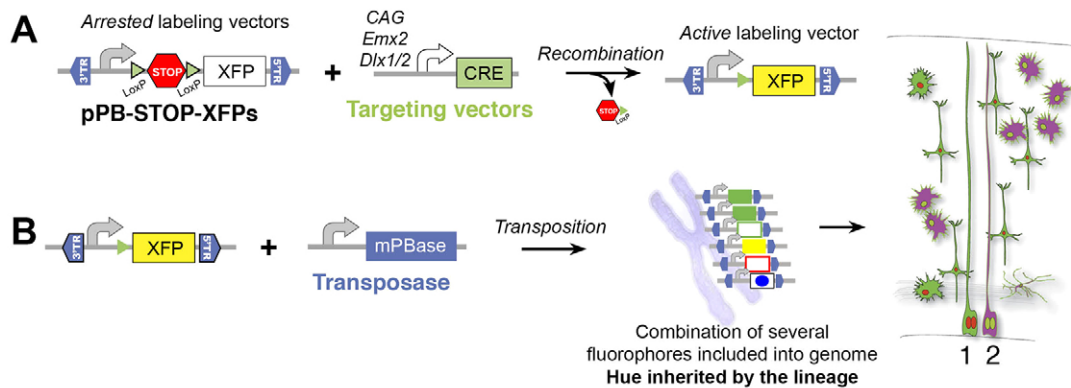 A
Arrested labeling vectors
3'TR
LoxP
STOP
LoxP
XFP
5'TR
pPB-STOP-XFPs
+
CAG
Emx2
Dlx1/2
CRE
Targeting vectors
Recombination
STOP
LoxP
Active labeling vector
3'TR
XFP
5'TR
B
3'TR
XFP
5'TR
+
mPBase
Transposase
Transposition
Combination of several
fluorophores included into genome
Hue inherited by the lineage
1 2